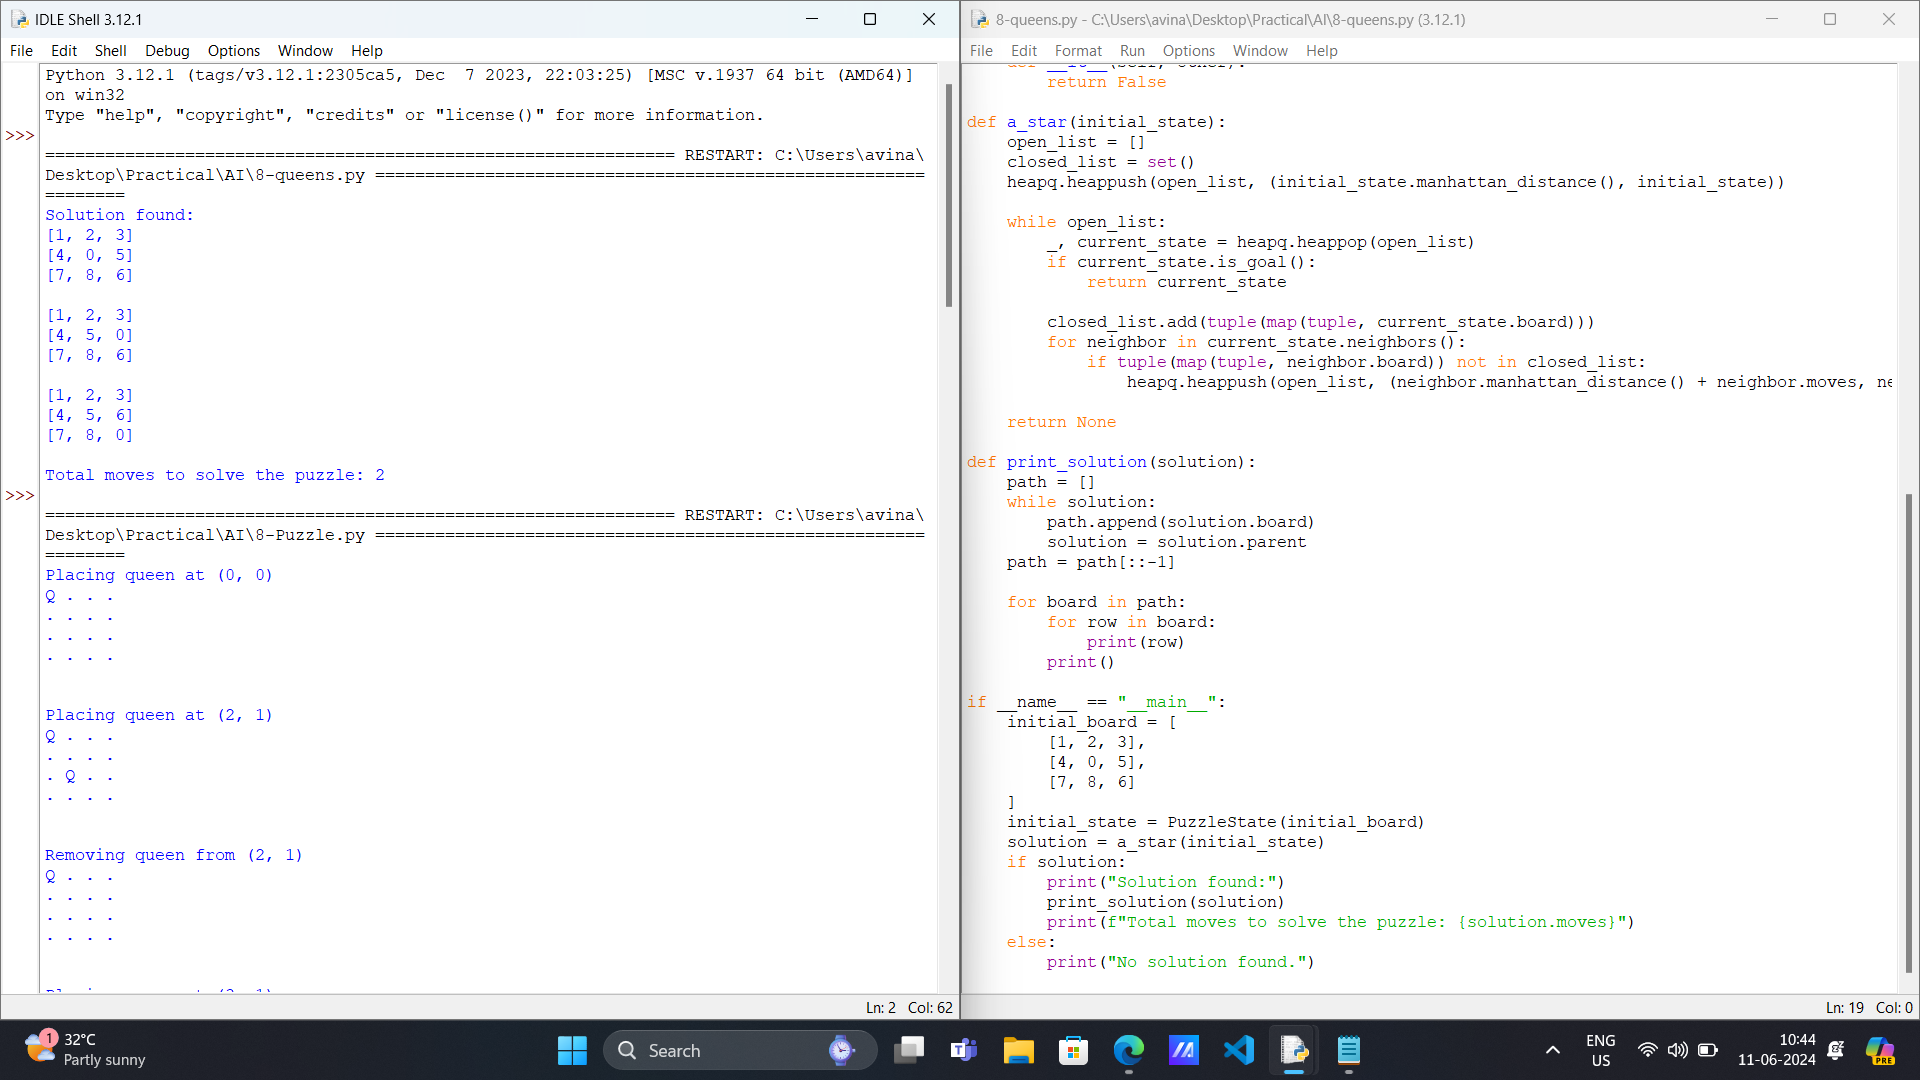 IDLE Shell 3.12.1
File Edit Shell Debug Options Window Help
Python 3.12.1 (tags/v3.12.1:2305ca5, Dec  7 2023, 22:03:25) [MSC v.1937 64 bit (AMD64)]
on win32
Type "help", "copyright", "credits" or "license()" for more information.
>>>
=============================================================== RESTART: C:\Users\avina\
Desktop\Practical\AI\8-queens.py =======================================================
========
Solution found:
[1, 2, 3]
[4, 0, 5]
[7, 8, 6]
[1, 2, 3]
[4, 5, 0]
[7, 8, 6]
[1, 2, 3]
[4, 5, 6]
[7, 8, 0]
Total moves to solve the puzzle: 2
>>>
=============================================================== RESTART: C:\Users\avina\
Desktop\Practical\AI\8-Puzzle.py =======================================================
========
Placing queen at (0, 0)
Q . . .
. . . .
. . . .
. . . .
Placing queen at (2, 1)
Q . . .
. . . .
. Q . .
. . . .
Removing queen from (2, 1)
Q . . .
. . . .
. . . .
. . . .
Ln: 2 Col: 62
8-queens.py - C:\Users\avina\Desktop\Practical\AI\8-queens.py (3.12.1)
File Edit Format Run Options Window Help
        return False
def a_star(initial_state):
    open_list = []
    closed_list = set()
    heapq.heappush(open_list, (initial_state.manhattan_distance(), initial_state))
    while open_list:
        _, current_state = heapq.heappop(open_list)
        if current_state.is_goal():
            return current_state
        closed_list.add(tuple(map(tuple, current_state.board)))
        for neighbor in current_state.neighbors():
            if tuple(map(tuple, neighbor.board)) not in closed_list:
                heapq.heappush(open_list, (neighbor.manhattan_distance() + neighbor.moves, ne
    return None
def print_solution(solution):
    path = []
    while solution:
        path.append(solution.board)
        solution = solution.parent
    path = path[::-1]
    for board in path:
        for row in board:
            print(row)
        print()
if __name__ == "__main__":
    initial_board = [
        [1, 2, 3],
        [4, 0, 5],
        [7, 8, 6]
    ]
    initial_state = PuzzleState(initial_board)
    solution = a_star(initial_state)
    if solution:
        print("Solution found:")
        print_solution(solution)
        print(f"Total moves to solve the puzzle: {solution.moves}")
    else:
        print("No solution found.")
Ln: 19 Col: 0
1
32°C
Partly sunny
Search
ENG
US
10:44
11-06-2024
PRE